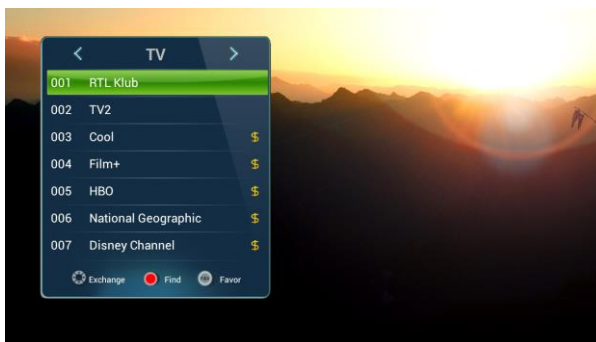 TV
001 RTL Klub
002 TV2
003 Cool $
004 Film+ $
005 HBO $
006 National Geographic $
007 Disney Channel $
Exchange Find Favor